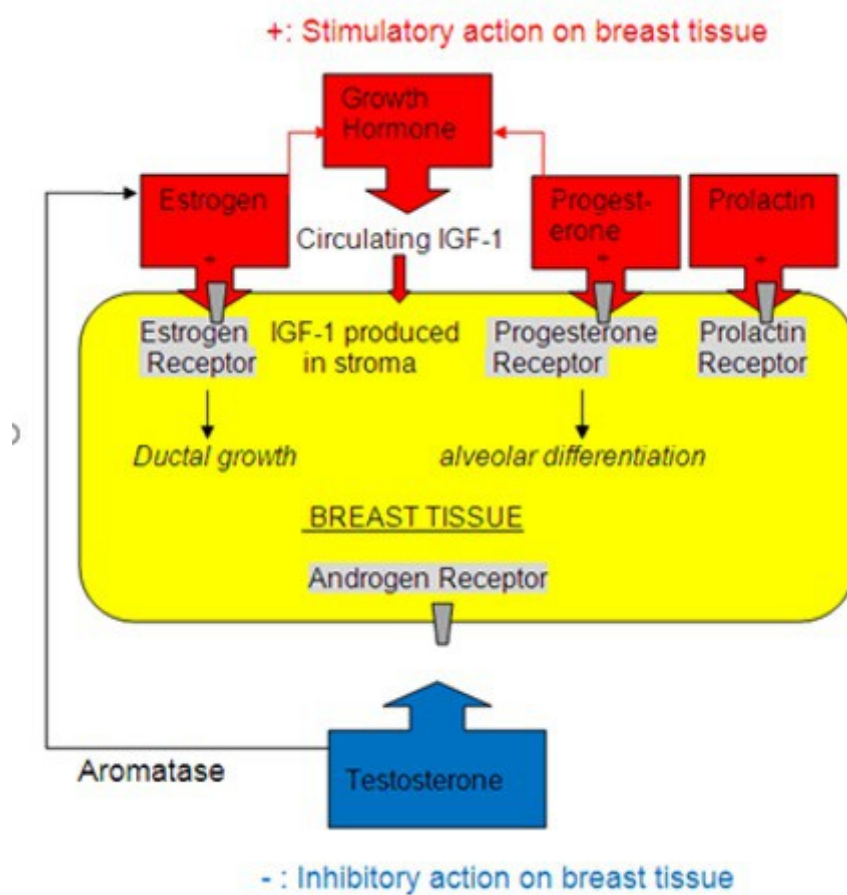 +: Stimulatory action on breast tissue
Growth
Hormone
Estrogen
+
Progest-
erone
+
Prolactin
+
Circulating IGF-1
Estrogen
Receptor
IGF-1 produced
in stroma
Progesterone
Receptor
Prolactin
Receptor
Ductal growth
alveolar differentiation
BREAST TISSUE
Androgen Receptor
Aromatase
Testosterone
- : Inhibitory action on breast tissue